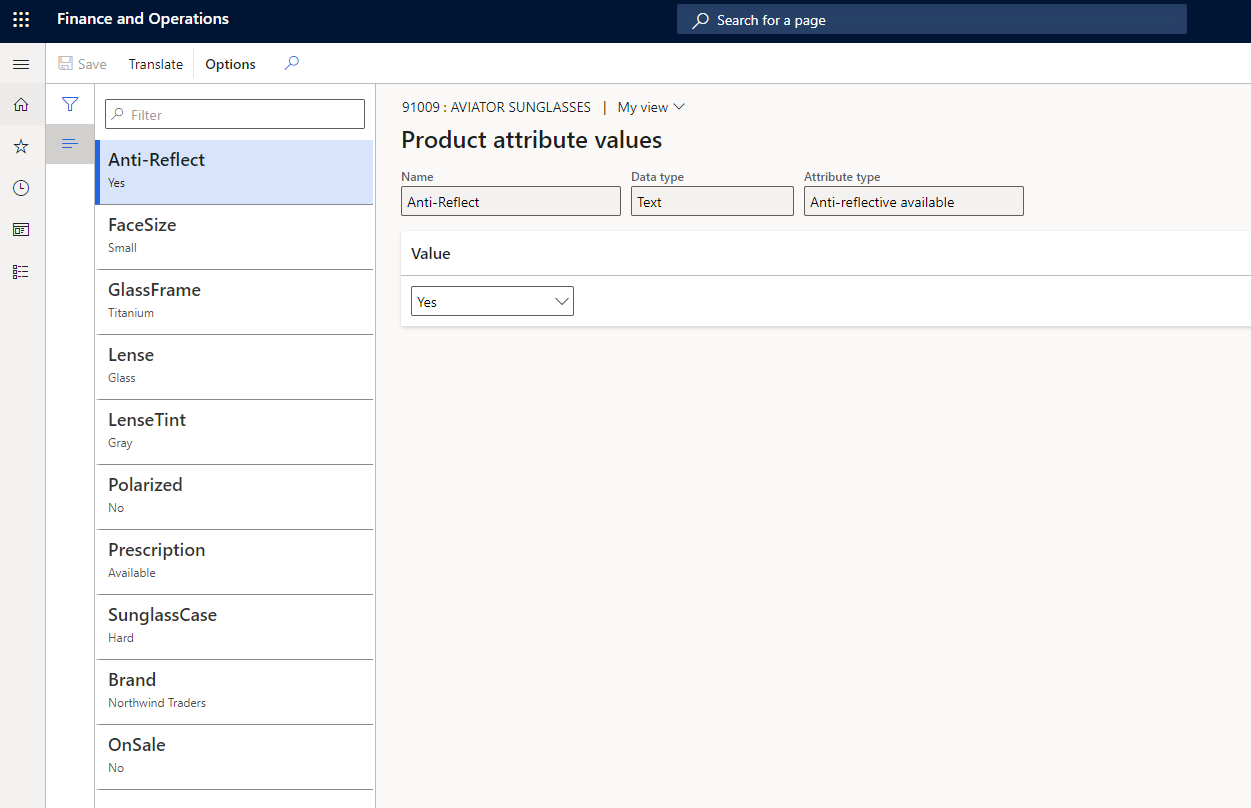 Finance and Operations
Search for a page
Save Translate Options
Filter
Anti-Reflect
Yes
FaceSize
Small
GlassFrame
Titanium
Lense
Glass
LenseTint
Gray
Polarized
No
Prescription
Available
SunglassCase
Hard
Brand
Northwind Traders
OnSale
No
91009 : AVIATOR SUNGLASSES | My view
Product attribute values
Name Data type Attribute type
Anti-Reflect Text Anti-reflective available
Value
Yes